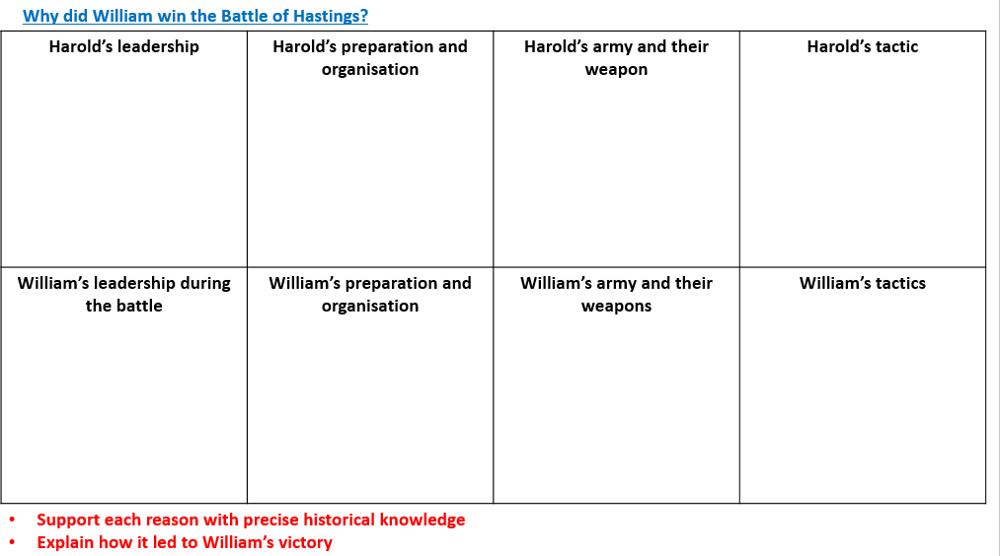 Why did William win the Battle of Hastings?
Harold’s leadership
Harold’s preparation and
organisation
Harold’s army and their
weapon
Harold’s tactic
William’s leadership during
the battle
William’s preparation and
organisation
William’s army and their
weapons
William’s tactics
• Support each reason with precise historical knowledge
• Explain how it led to William’s victory